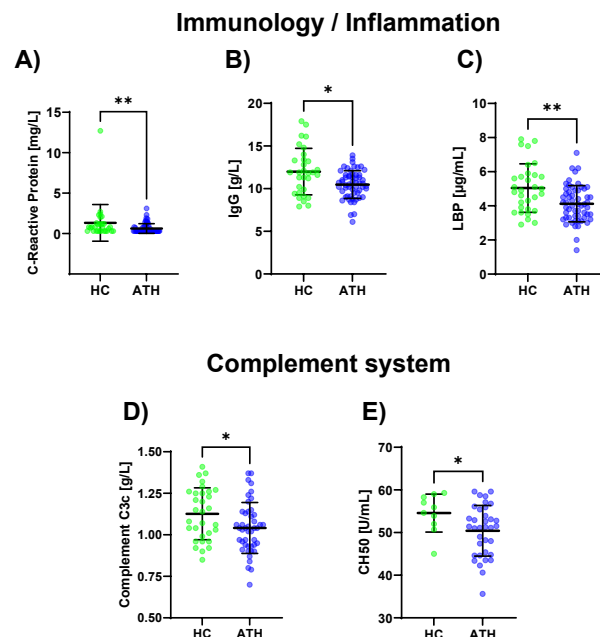 Immunology / Inflammation
A)
C-Reactive Protein [mg/L]
15
10
5
0
**
HC
ATH
B)
IgG [g/L]
20
15
10
5
0
*
HC
ATH
C)
LBP [µg/mL]
10
8
6
4
2
0
**
HC
ATH
Complement system
D)
Complement C3c [g/L]
1.50
1.25
1.00
0.75
0.50
*
HC
ATH
E)
CH50 [U/mL]
70
60
50
40
30
*
HC
ATH